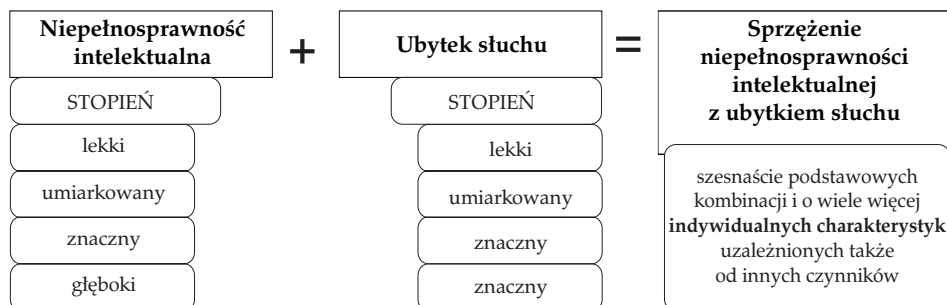 Niepełnosprawność
intelektualna
STOPIEŃ
lekki
umiarkowany
znaczny
głęboki
+
Ubytek słuchu
STOPIEŃ
lekki
umiarkowany
znaczny
znaczny
=
Sprzężenie
niepełnosprawności
intelektualnej
z ubytkiem słuchu
szesnaście podstawowych
kombinacji i o wiele więcej
indywidualnych charakterystyk
uzależnionych także
od innych czynników